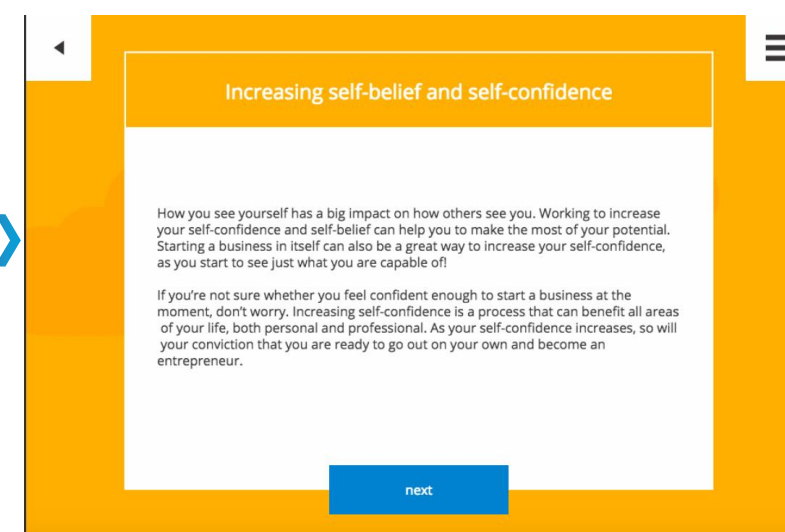 Increasing self-belief and self-confidence
How you see yourself has a big impact on how others see you. Working to increase
your self-confidence and self-belief can help you to make the most of your potential.
Starting a business in itself can also be a great way to increase your self-confidence,
as you start to see just what you are capable of!
If you're not sure whether you feel confident enough to start a business at the
moment, don't worry. Increasing self-confidence is a process that can benefit all areas
of your life, both personal and professional. As your self-confidence increases, so will
your conviction that you are ready to go out on your own and become an
entrepreneur.
next